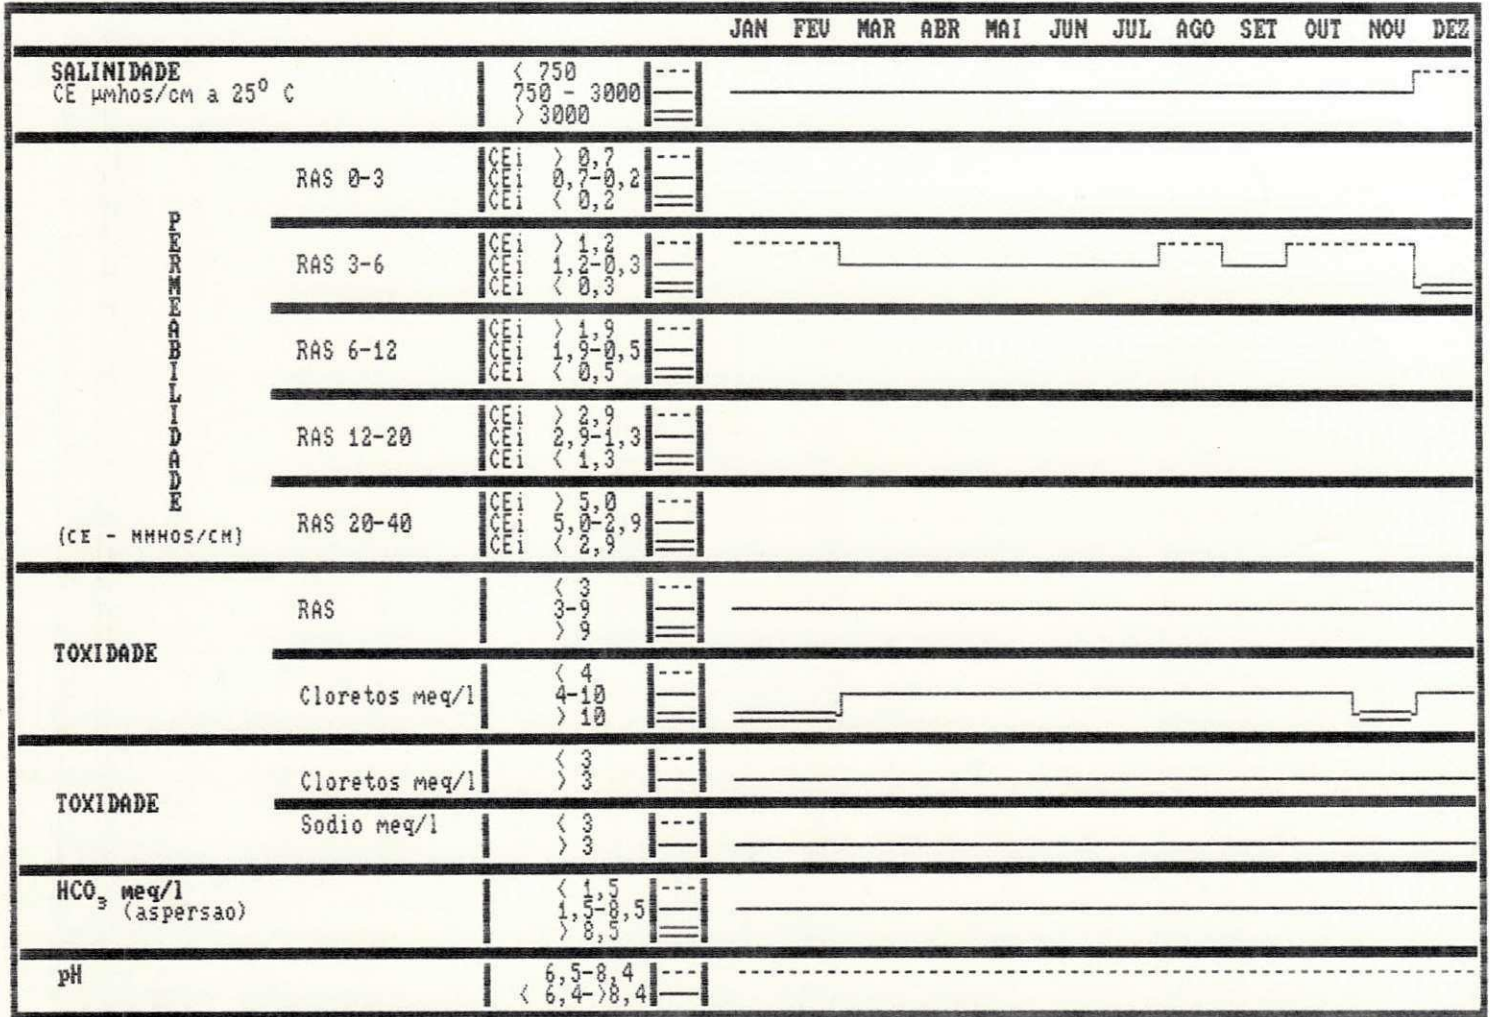 JAN FEV MAR ABR MAI JUN JUL AGO SET OUT NOV DEZ
SALINIDADE < 750 ---
CE µmhos/cm a 25º C 750 - 3000
> 3000
PERMEABILIDADE
(CE - MMHOS/CM)
RAS 0-3
CEi > 0,7 ---
CEi 0,7-0,2
CEi < 0,2
RAS 3-6
CEi > 1,2 ---
CEi 1,2-0,3
CEi < 0,3
RAS 6-12
CEi > 1,9 ---
CEi 1,9-0,5
CEi < 0,5
RAS 12-20
CEi > 2,9 ---
CEi 2,9-1,3
CEi < 1,3
RAS 20-40
CEi > 5,0 ---
CEi 5,0-2,9
CEi < 2,9
TOXIDADE
RAS
< 3 ---
3-9
> 9
Cloretos meq/l
< 4 ---
4-10
> 10
TOXIDADE
Cloretos meq/l
< 3 ---
> 3
Sodio meq/l
< 3 ---
> 3
HCO₃ meq/l
(aspersao)
< 1,5 ---
1,5-8,5
> 8,5
pH
6,5-8,4 ---
< 6,4->8,4